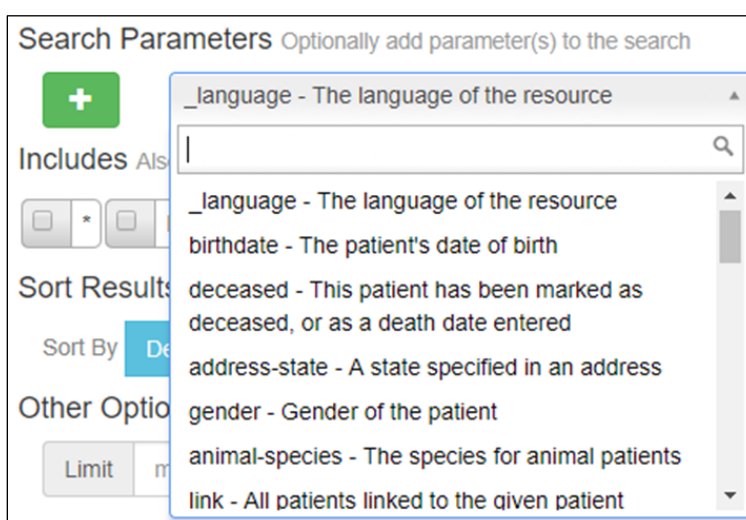 Search Parameters Optionally add parameter(s) to the search
_language - The language of the resource
Includes Als
_language - The language of the resource
*
birthdate - The patient's date of birth
Sort Results
deceased - This patient has been marked as
deceased, or as a death date entered
Sort By De
address-state - A state specified in an address
Other Optio
gender - Gender of the patient
animal-species - The species for animal patients
Limit
link - All patients linked to the given patient